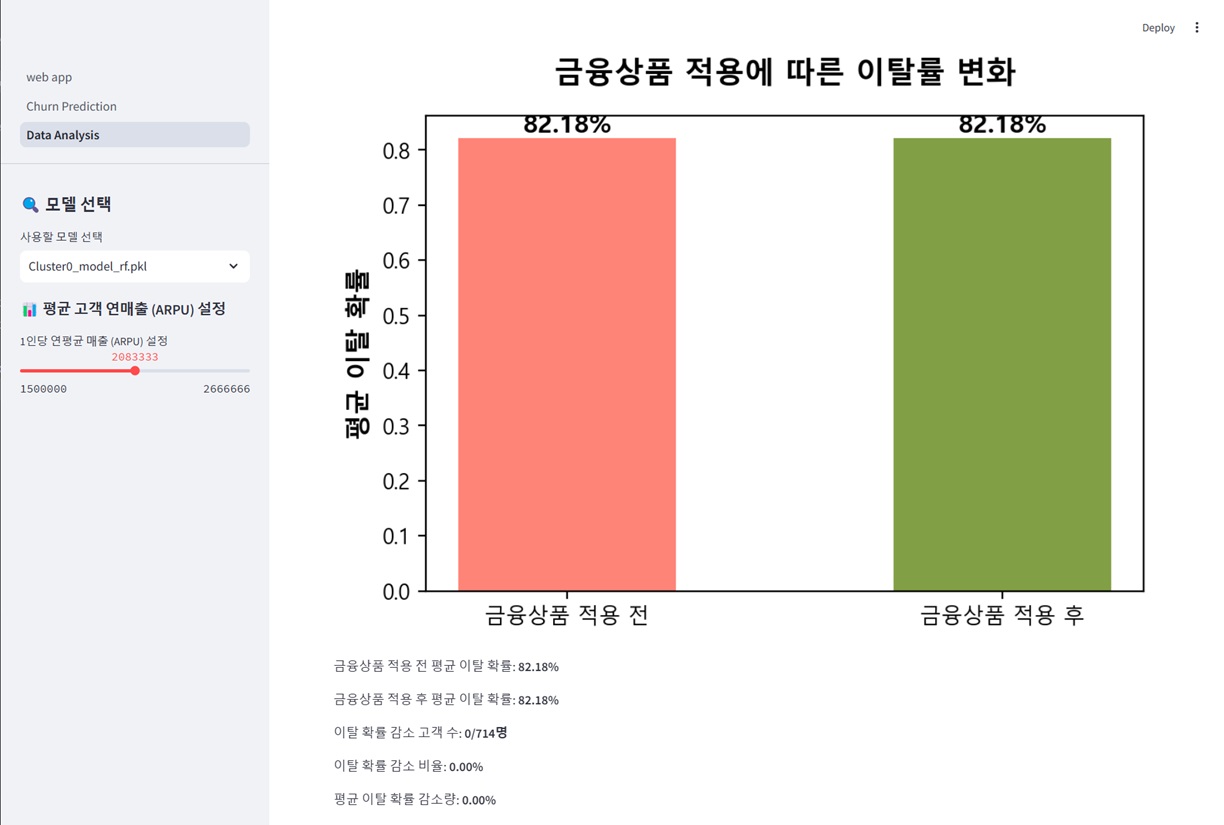 Deploy
web app
Churn Prediction
Data Analysis
🔍 모델 선택
사용할 모델 선택
Cluster0_model_rf.pkl
📊 평균 고객 연매출 (ARPU) 설정
1인당 연평균 매출 (ARPU) 설정
2083333
1500000 2666666
금융상품 적용에 따른 이탈률 변화
82.18% 82.18%
평균 이탈 확률
0.8
0.7
0.6
0.5
0.4
0.3
0.2
0.1
0.0
금융상품 적용 전 금융상품 적용 후
금융상품 적용 전 평균 이탈 확률: 82.18%
금융상품 적용 후 평균 이탈 확률: 82.18%
이탈 확률 감소 고객 수: 0/714명
이탈 확률 감소 비율: 0.00%
평균 이탈 확률 감소량: 0.00%